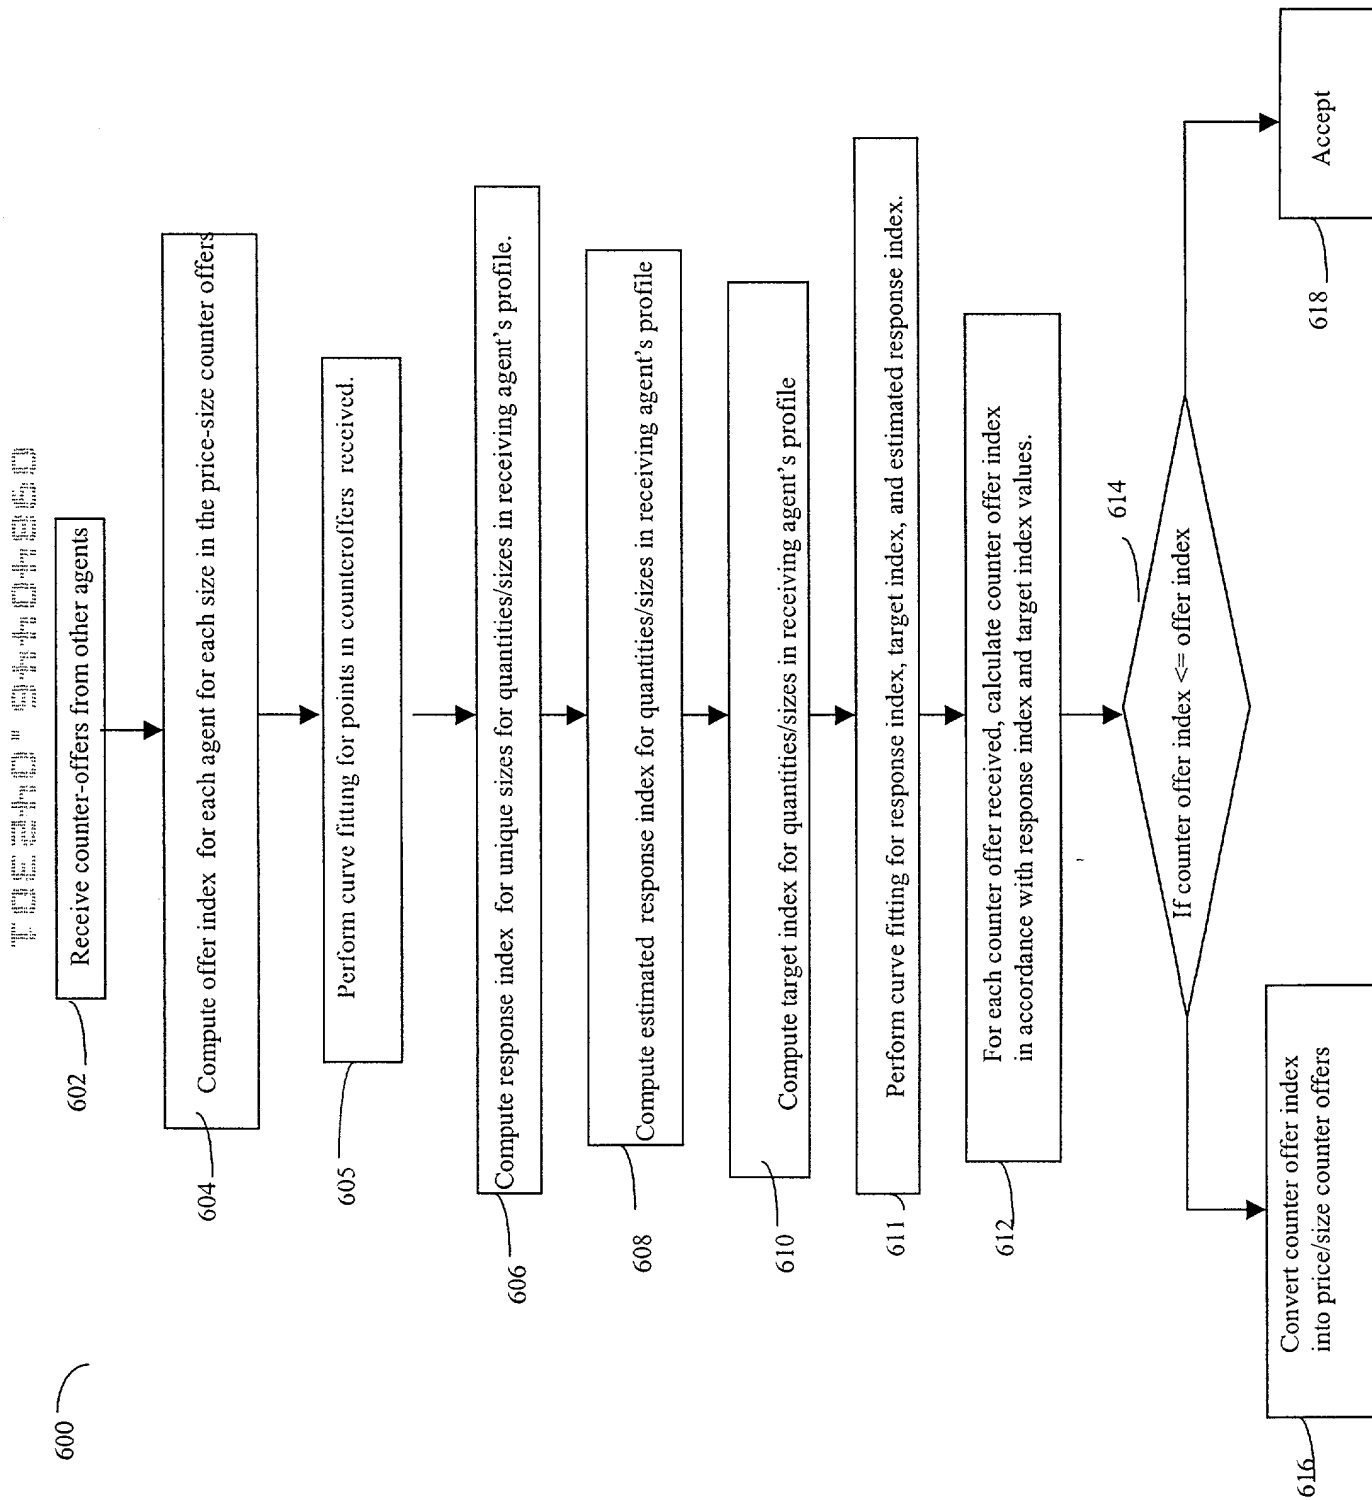 600
602
Receive counter-offers from other agents
604
Compute offer index for each agent for each size in the price-size counter offers
605
Perform curve fitting for points in counteroffers received.
606
Compute response index for unique sizes for quantities/sizes in receiving agent's profile.
608
Compute estimated response index for quantities/sizes in receiving agent's profile
610
Compute target index for quantities/sizes in receiving agent's profile
611
Perform curve fitting for response index, target index, and estimated response index.
612
For each counter offer received, calculate counter offer index
in accordance with response index and target index values.
614
If counter offer index <= offer index
616
Convert counter offer index
into price/size counter offers
618
Accept